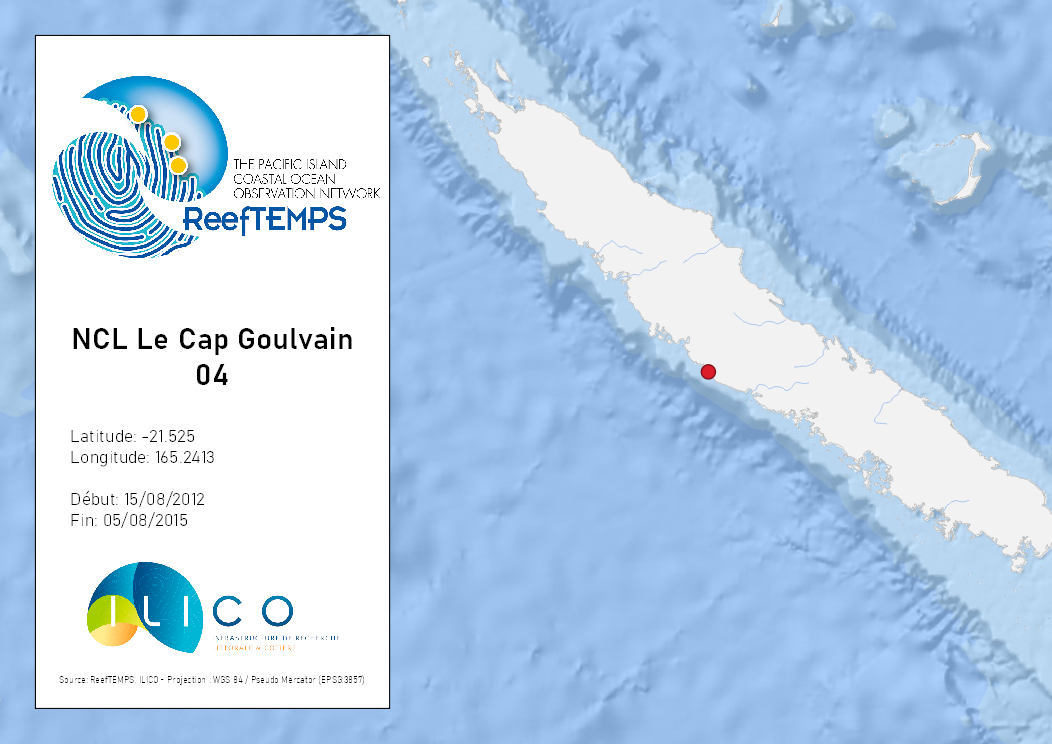 THE PACIFIC ISLAND
COASTAL OCEAN
OBSERVATION NETWORK
ReefTEMPS
NCL Le Cap Goulvain
04
Latitude: -21.525
Longitude: 165.2413
Début: 15/08/2012
Fin: 05/08/2015
ILICO
INFRASTRUCTURE DE RECHERCHE
LITTORALE & CÔTIÈRE
Source: ReefTEMPS, ILICO - Projection : WGS 84 / Pseudo Mercator (EPSG:3857)